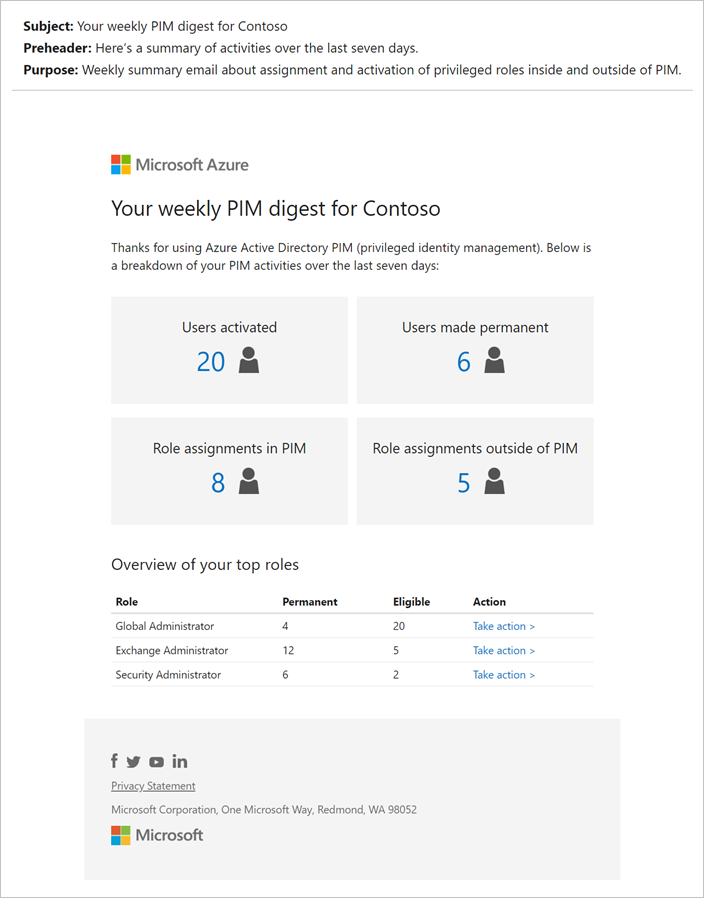 Subject: Your weekly PIM digest for Contoso
Preheader: Here's a summary of activities over the last seven days.
Purpose: Weekly summary email about assignment and activation of privileged roles inside and outside of PIM.
Microsoft Azure
Your weekly PIM digest for Contoso
Thanks for using Azure Active Directory PIM (privileged identity management). Below is
a breakdown of your PIM activities over the last seven days:
Users activated
20
Users made permanent
6
Role assignments in PIM
8
Role assignments outside of PIM
5
Overview of your top roles
Role Permanent Eligible Action
Global Administrator 4 20 Take action >
Exchange Administrator 12 5 Take action >
Security Administrator 6 2 Take action >
Privacy Statement
Microsoft Corporation, One Microsoft Way, Redmond, WA 98052
Microsoft